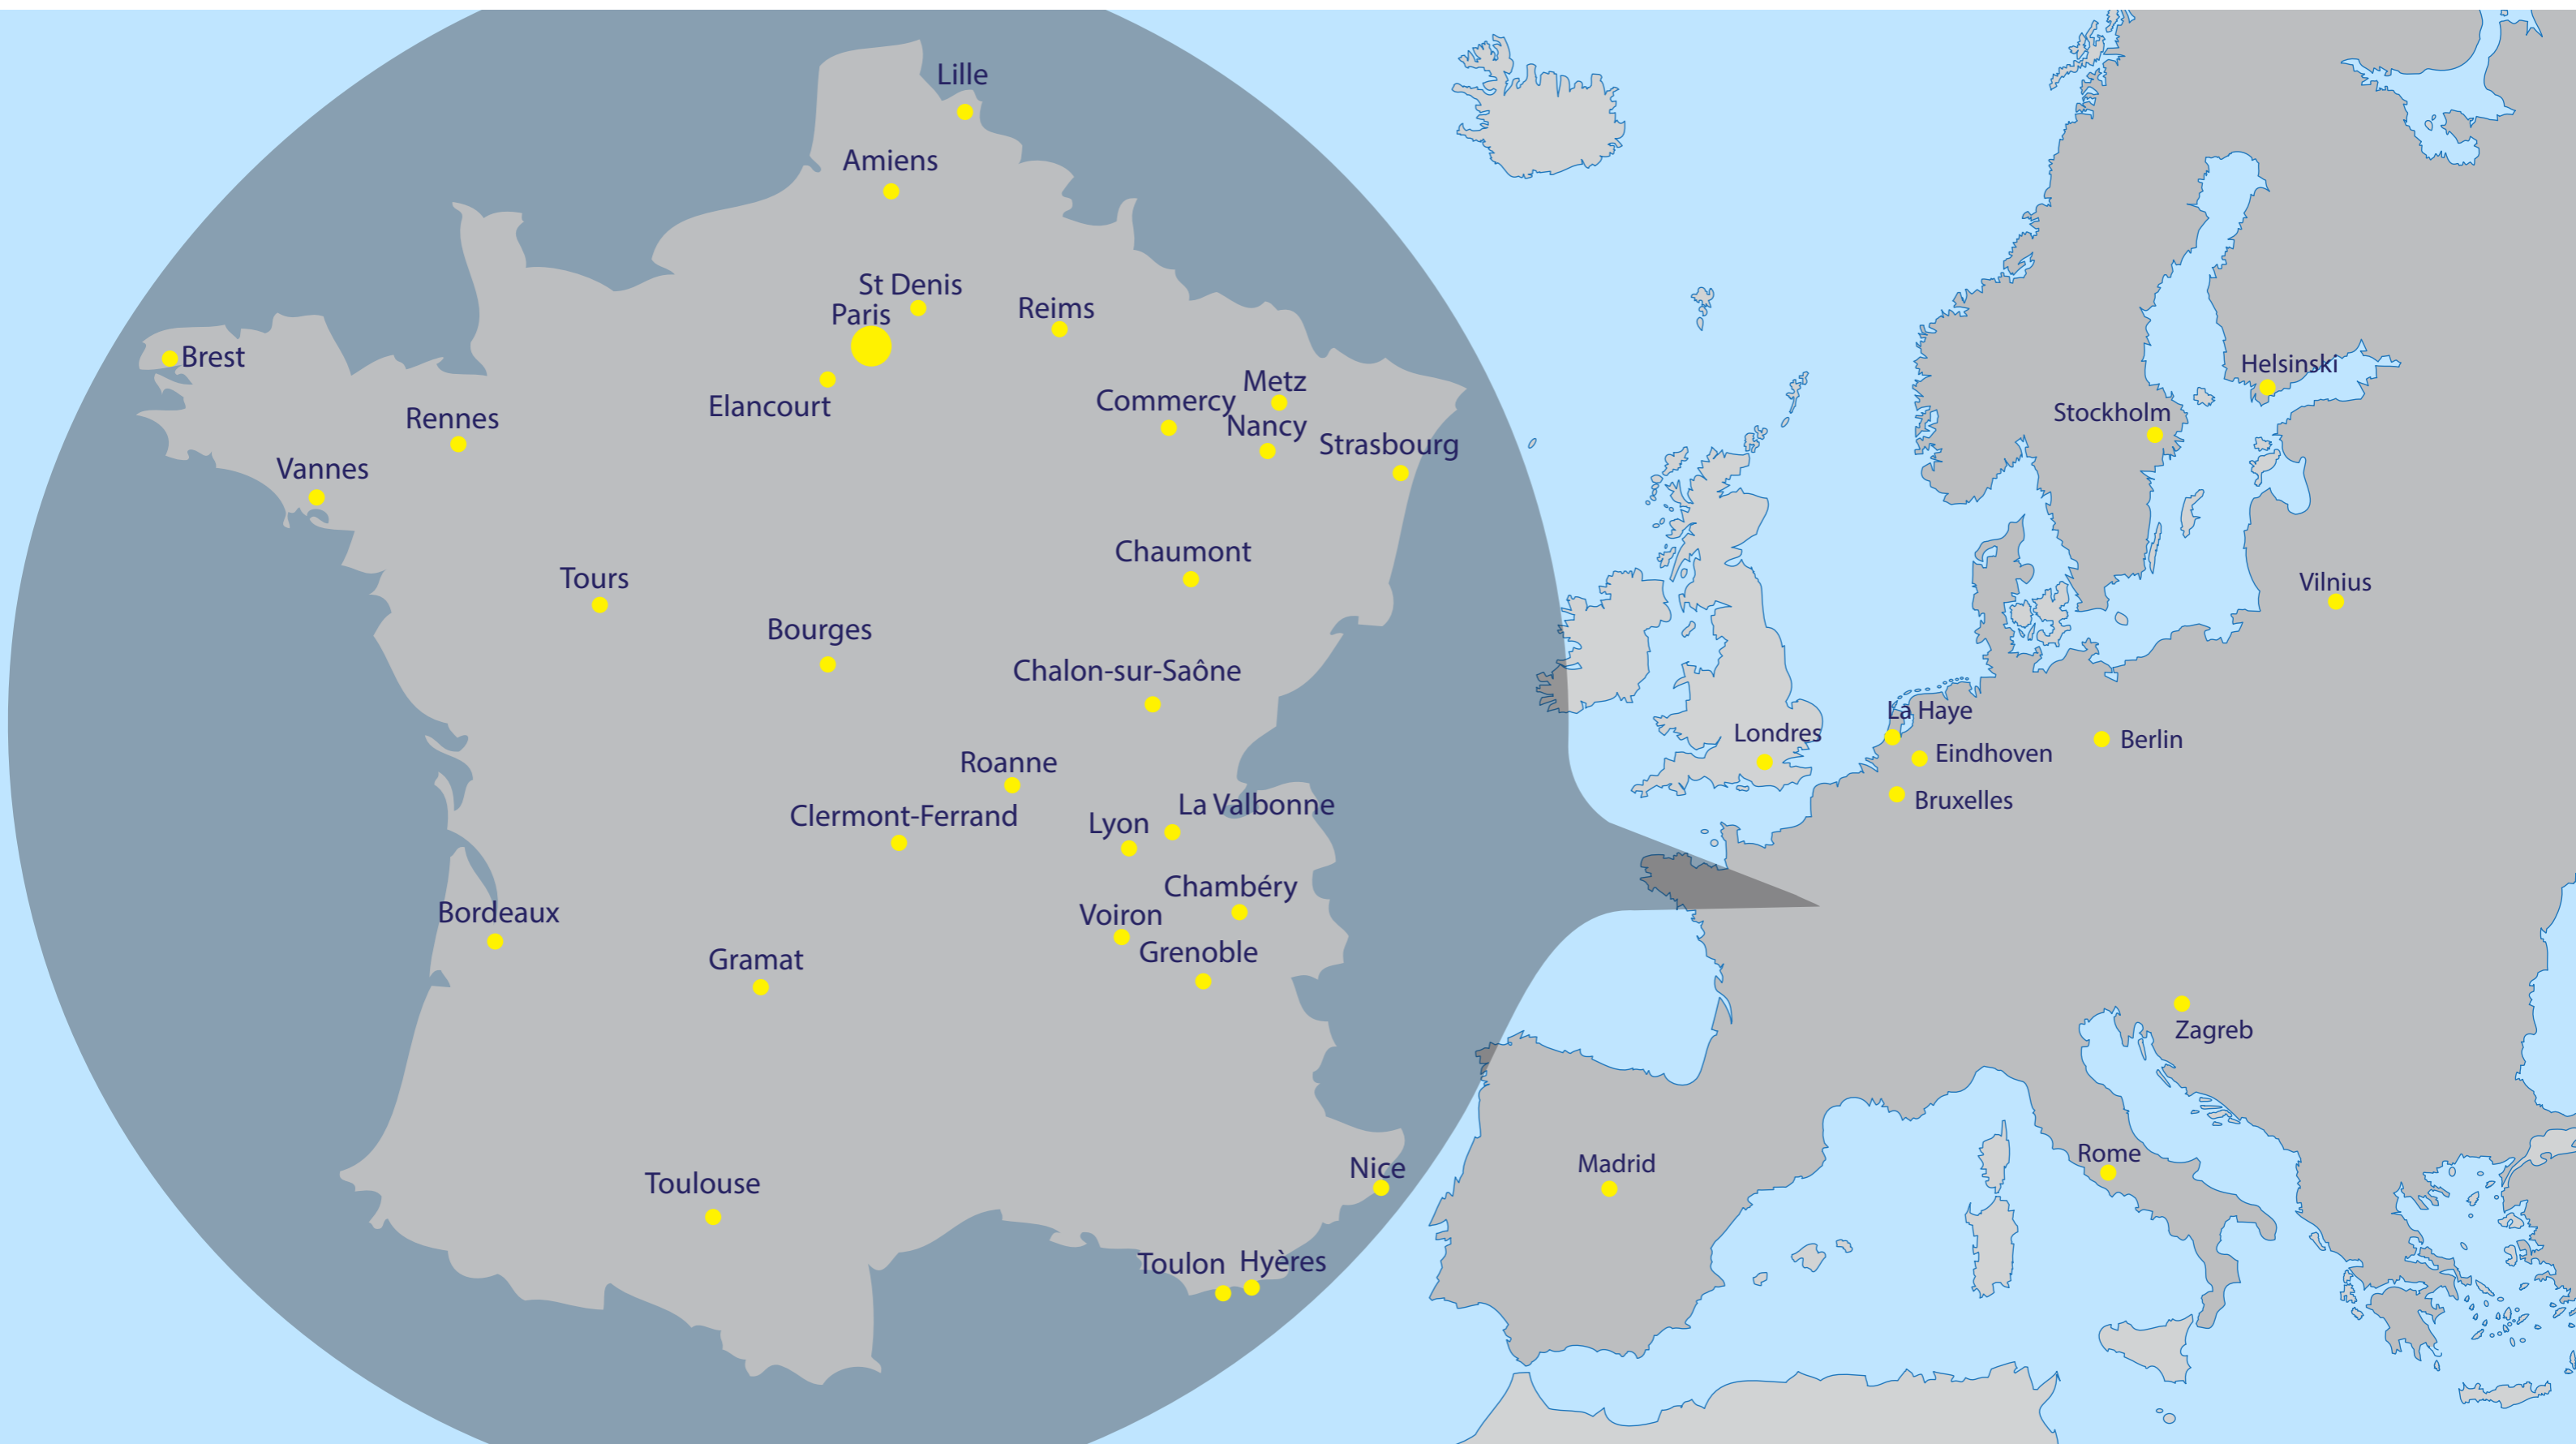 Lille
Amiens
St Denis
Paris
Reims
Brest
Elancourt
Metz
Commercy
Rennes
Nancy
Strasbourg
Vannes
Chaumont
Tours
Bourges
Chalon-sur-Saône
Roanne
La Valbonne
Clermont-Ferrand
Lyon
Chambéry
Bordeaux
Voiron
Grenoble
Gramat
Nice
Toulouse
Toulon
Hyères
Helsinski
Stockholm
Vilnius
La Haye
Londres
Eindhoven
Berlin
Bruxelles
Zagreb
Rome
Madrid